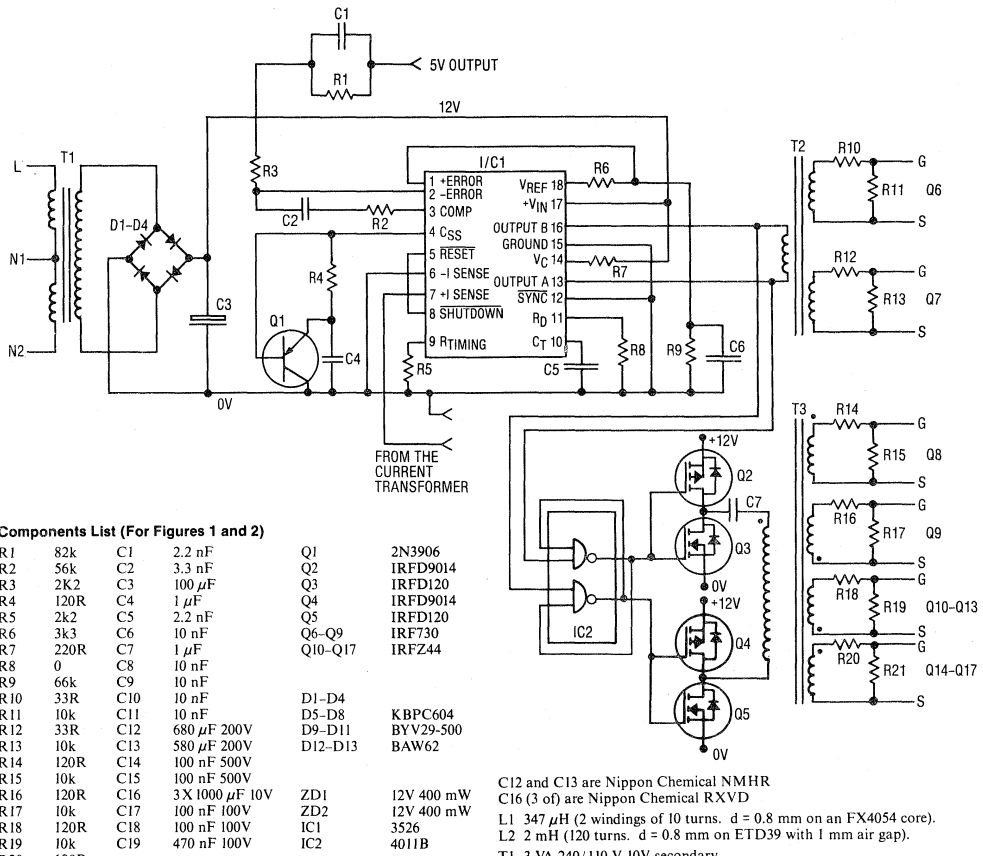 C1
5V OUTPUT
R1
12V
L
T1
D1–D4
N1
N2
C3
0V
R3
C2
R2
R4
Q1
C4
R5
I/C1
1 +ERROR
2 –ERROR
3 COMP
4 CSS
5 RESET
6 –I SENSE
7 +I SENSE
8 SHUTDOWN
9 RTIMING
VREF 18
+VIN 17
OUTPUT B 16
GROUND 15
VC 14
OUTPUT A 13
SYNC 12
RD 11
CT 10
R6
R7
R8
R9
C5
C6
FROM THE
CURRENT
TRANSFORMER
T2
R10
G
R11 Q6
S
R12
G
R13 Q7
S
T3
R14
G
R15 Q8
S
R16
G
R17 Q9
S
R18
G
R19 Q10–Q13
S
R20
G
R21 Q14–Q17
S
+12V
Q2
C7
Q3
0V
+12V
Q4
Q5
0V
IC2
Components List (For Figures 1 and 2)
R1 82k C1 2.2 nF Q1 2N3906
R2 56k C2 3.3 nF Q2 IRFD9014
R3 2K2 C3 100 μF Q3 IRFD120
R4 120R C4 1 μF Q4 IRFD9014
R5 2k2 C5 2.2 nF Q5 IRFD120
R6 3k3 C6 10 nF Q6–Q9 IRF730
R7 220R C7 1 μF Q10–Q17 IRFZ44
R8 0 C8 10 nF
R9 66k C9 10 nF
R10 33R C10 10 nF D1–D4
R11 10k C11 10 nF D5–D8 KBPC604
R12 33R C12 680 μF 200V D9–D11 BYV29-500
R13 10k C13 580 μF 200V D12–D13 BAW62
R14 120R C14 100 nF 500V
R15 10k C15 100 nF 500V
R16 120R C16 3X1000 μF 10V ZD1 12V 400 mW
R17 10k C17 100 nF 100V ZD2 12V 400 mW
R18 120R C18 100 nF 100V IC1 3526
R19 10k C19 470 nF 100V IC2 4011B
C12 and C13 are Nippon Chemical NMHR
C16 (3 of) are Nippon Chemical RXVD
L1 347 μH (2 windings of 10 turns. d = 0.8 mm on an FX4054 core).
L2 2 mH (120 turns. d = 0.8 mm on ETD39 with 1 mm air gap).
T1 3 VA 240/110 V 10V secondary